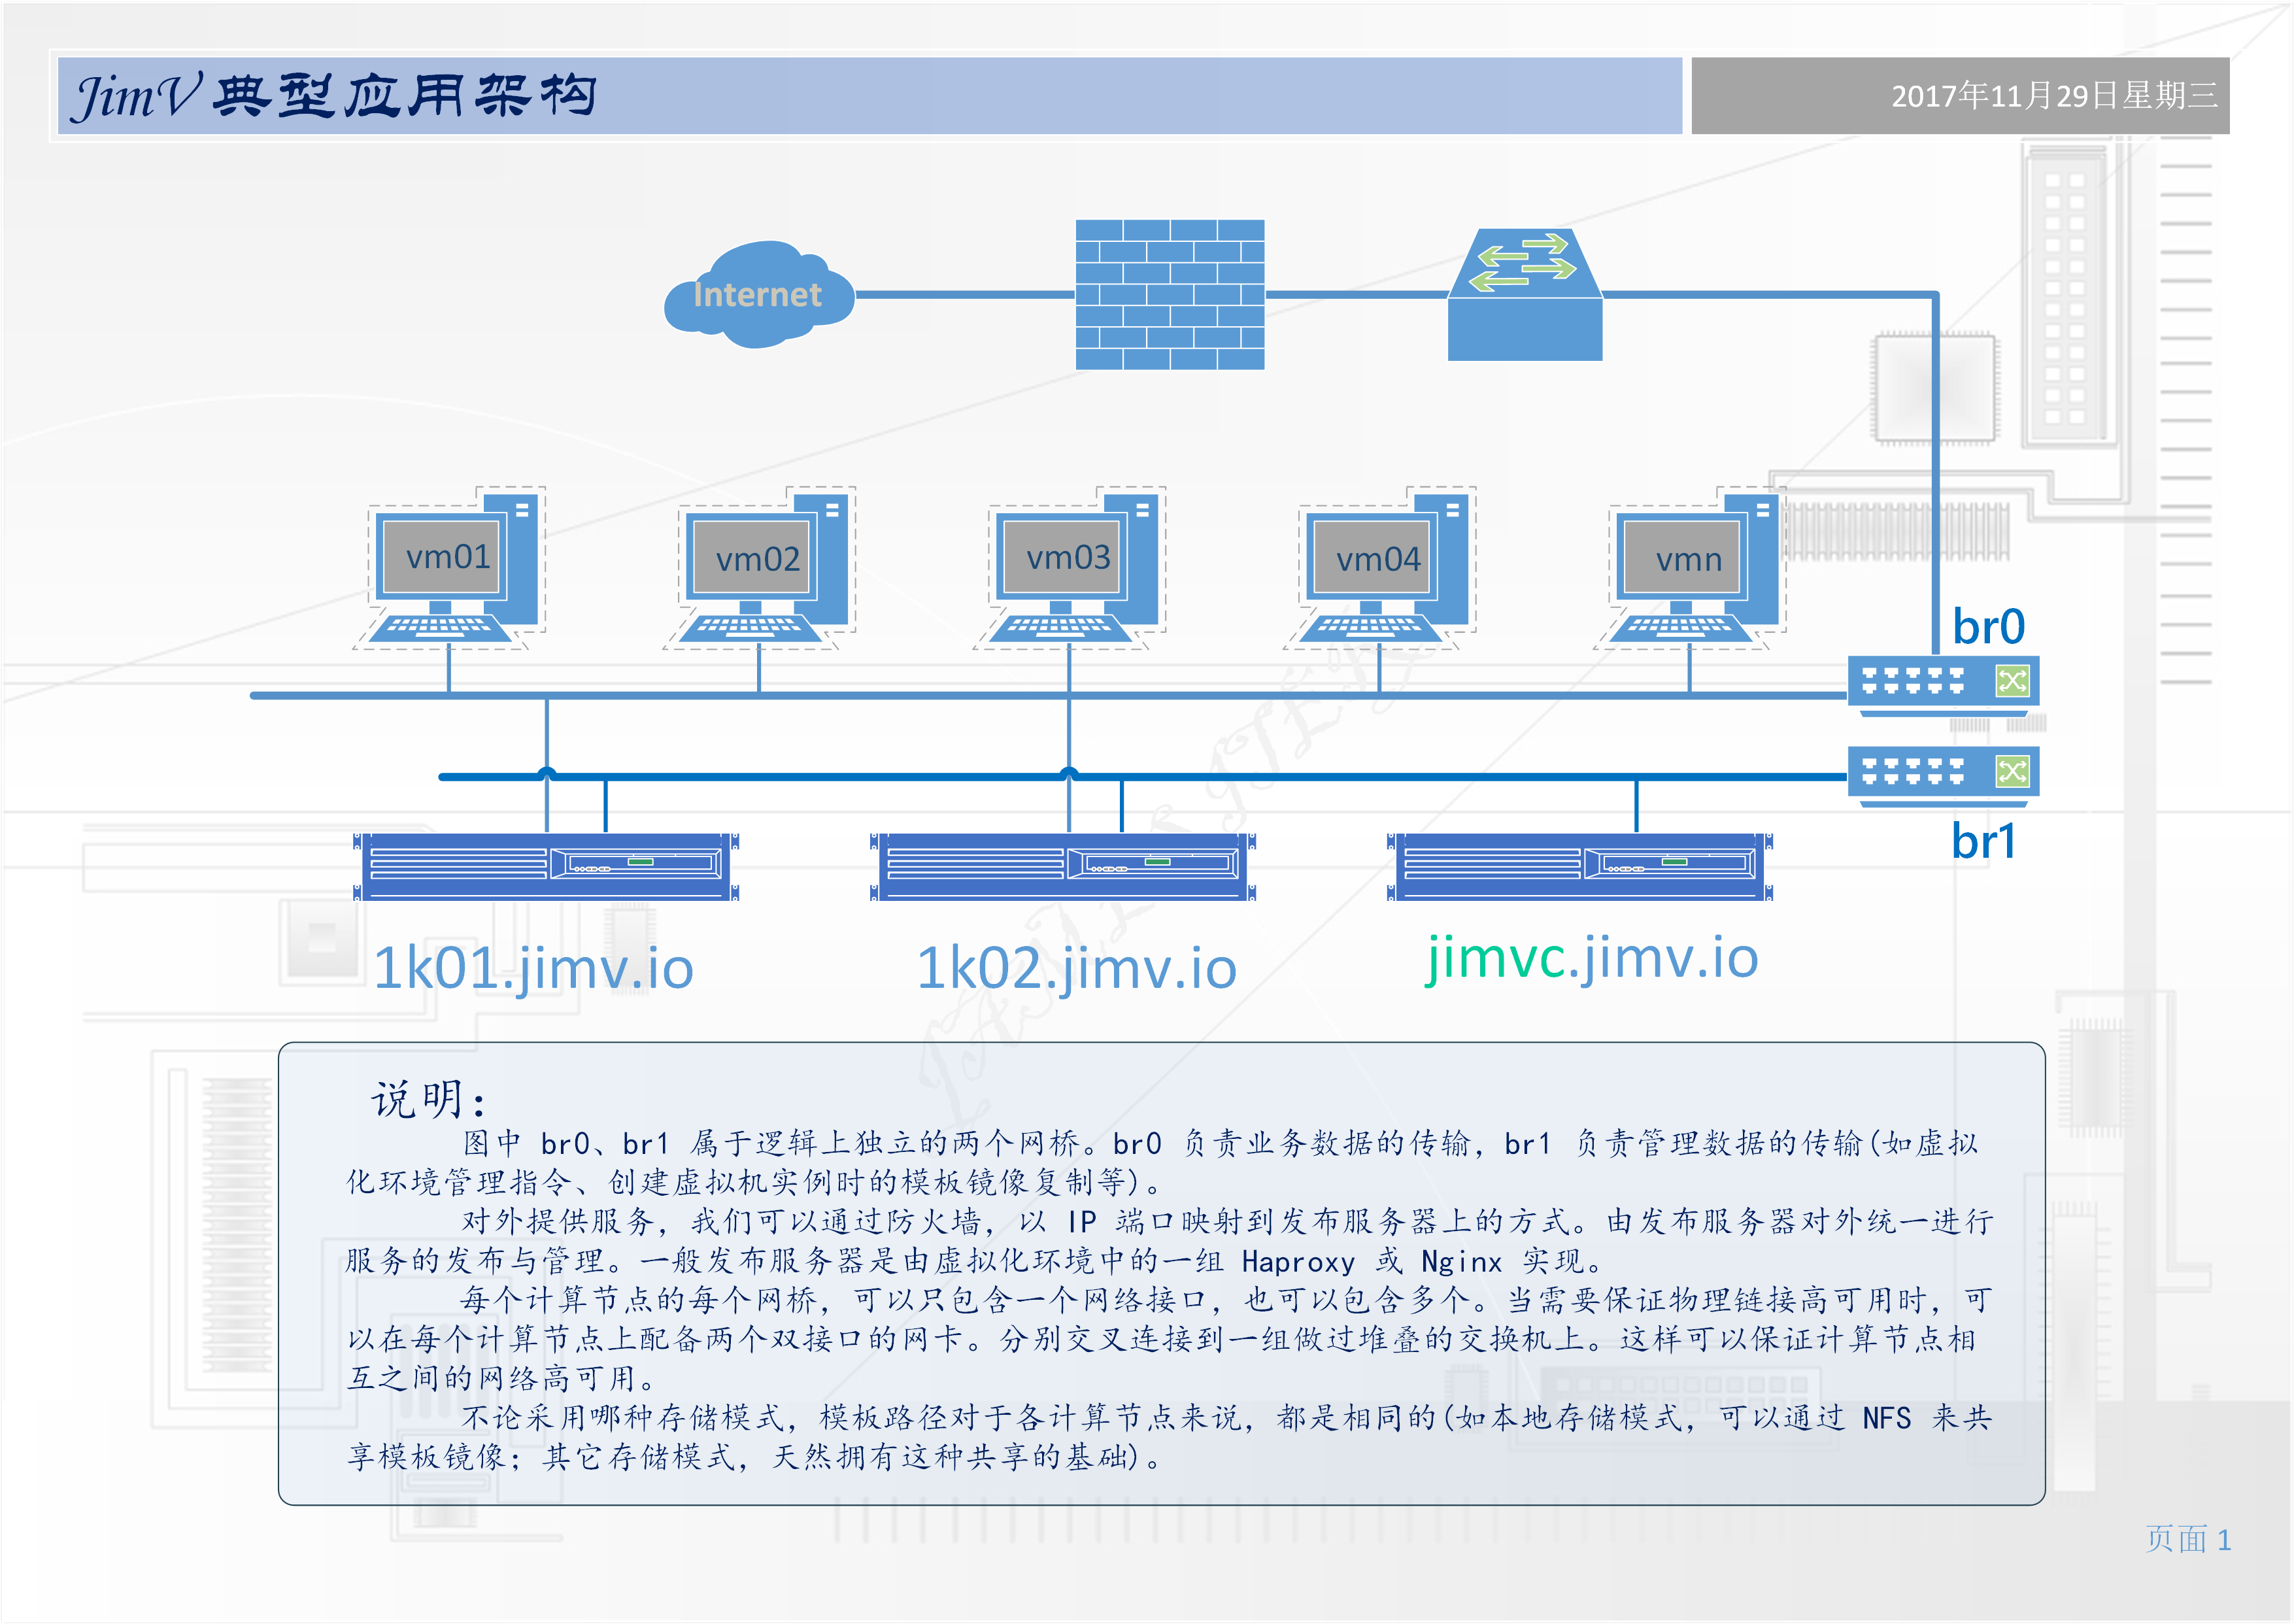 JimV 典型应用架构
2017年11月29日星期三
Internet
vm01
vm02
vm03
vm04
vmn
br0
br1
1k01.jimv.io
1k02.jimv.io
jimvc.jimv.io
说明：
图中 br0、br1 属于逻辑上独立的两个网桥。br0 负责业务数据的传输，br1 负责管理数据的传输(如虚拟
化环境管理指令、创建虚拟机实例时的模板镜像复制等)。
对外提供服务，我们可以通过防火墙，以 IP 端口映射到发布服务器上的方式。由发布服务器对外统一进行
服务的发布与管理。一般发布服务器是由虚拟化环境中的一组 Haproxy 或 Nginx 实现。
每个计算节点的每个网桥，可以只包含一个网络接口，也可以包含多个。当需要保证物理链接高可用时，可
以在每个计算节点上配备两个双接口的网卡。分别交叉连接到一组做过堆叠的交换机上。这样可以保证计算节点相
互之间的网络高可用。
不论采用哪种存储模式，模板路径对于各计算节点来说，都是相同的(如本地存储模式，可以通过 NFS 来共
享模板镜像；其它存储模式，天然拥有这种共享的基础)。
页面 1